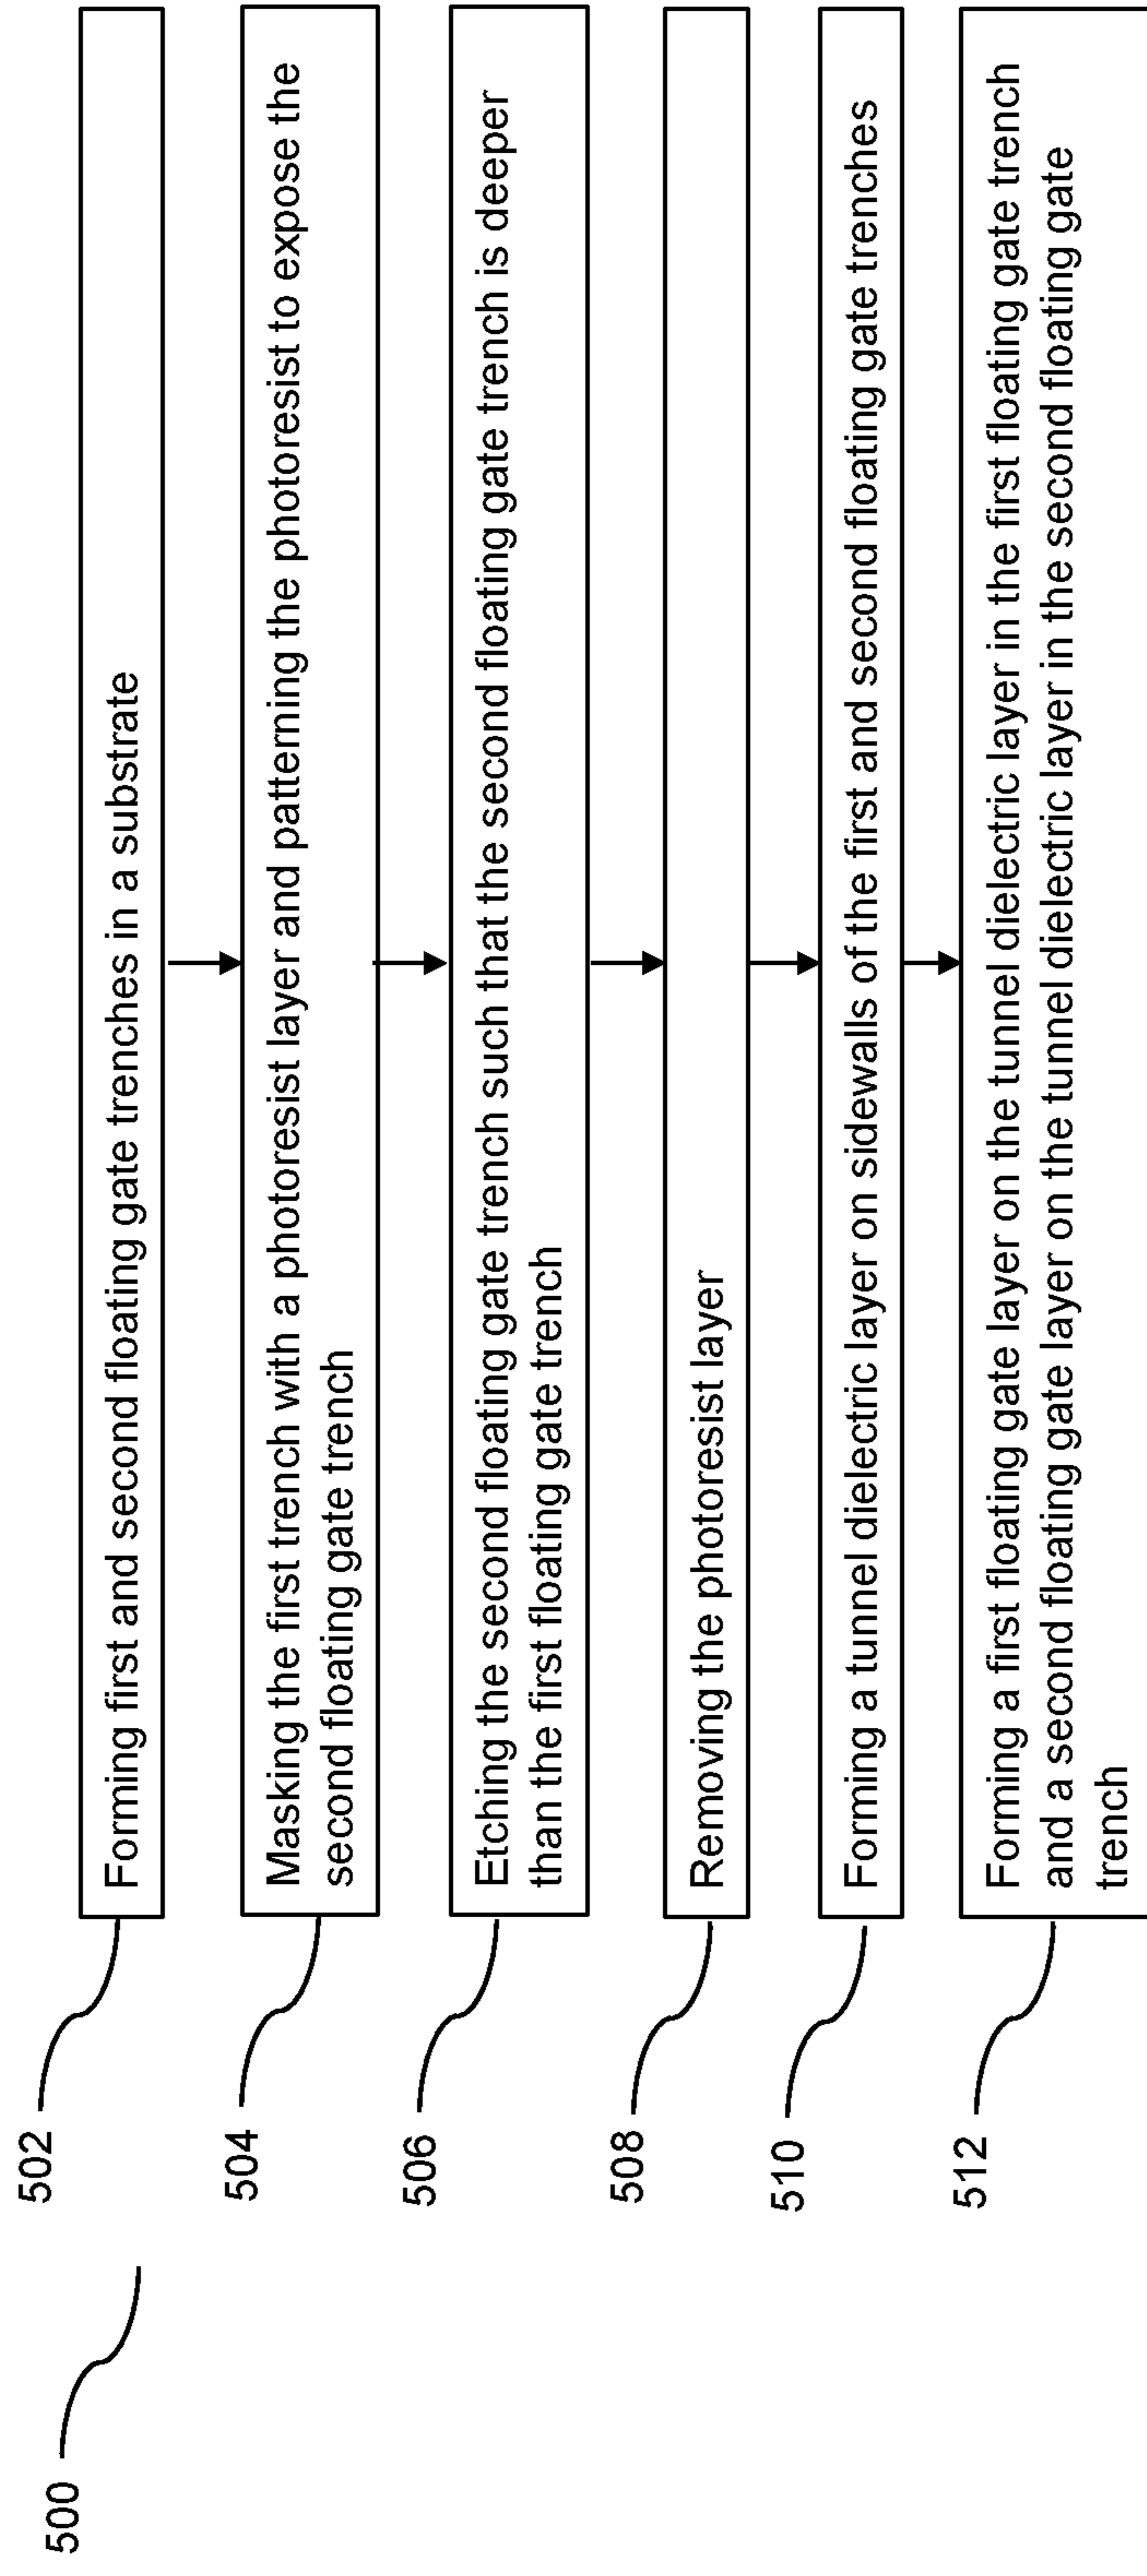 500
502
Forming first and second floating gate trenches in a substrate
504
Masking the first trench with a photoresist layer and patterning the photoresist to expose the
second floating gate trench
506
Etching the second floating gate trench such that the second floating gate trench is deeper
than the first floating gate trench
508
Removing the photoresist layer
510
Forming a tunnel dielectric layer on sidewalls of the first and second floating gate trenches
512
Forming a first floating gate layer on the tunnel dielectric layer in the first floating gate trench
and a second floating gate layer on the tunnel dielectric layer in the second floating gate
trench